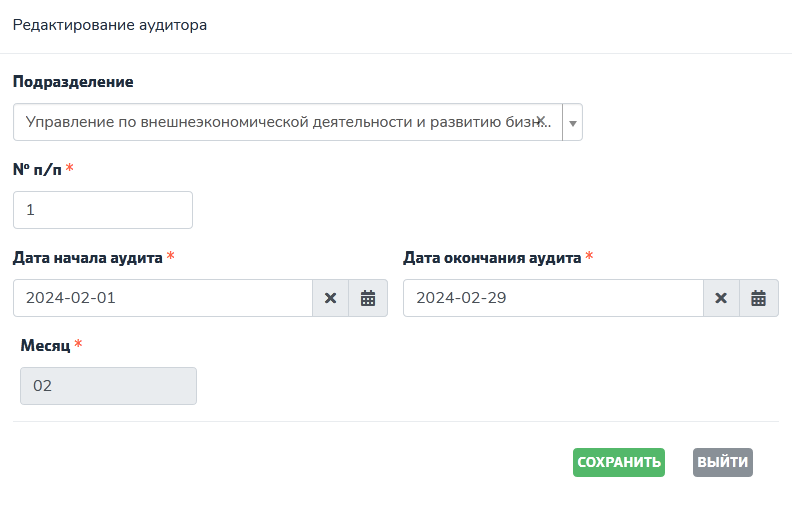 Редактирование аудитора
Подразделение
Управление по внешнеэкономической деятельности и развитию бизн...
№ п/п *
1
Дата начала аудита * Дата окончания аудита *
2024-02-01 2024-02-29
Месяц *
02
СОХРАНИТЬ ВЫЙТИ